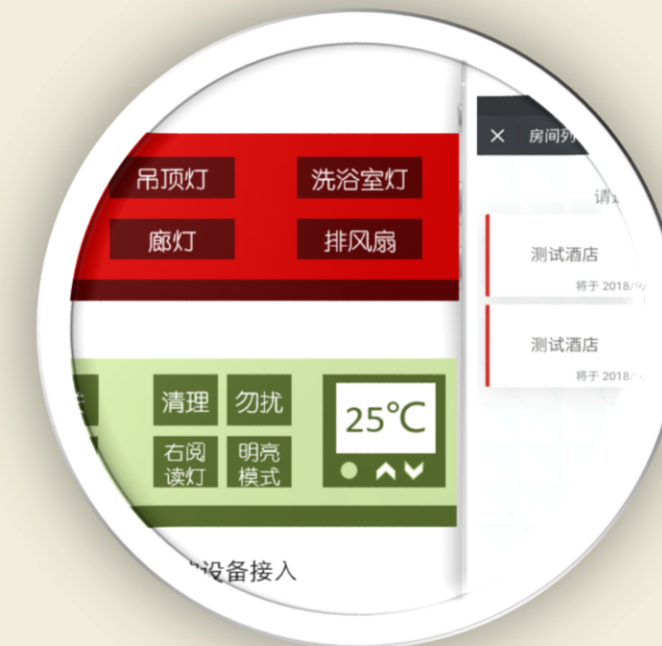 吊顶灯
洗浴室灯
廊灯
排风扇
清理
勿扰
右阅
读灯
明亮
模式
25℃
设备接入
× 房间列
请
测试酒店
将于 2018/9/
测试酒店
将于 2018/